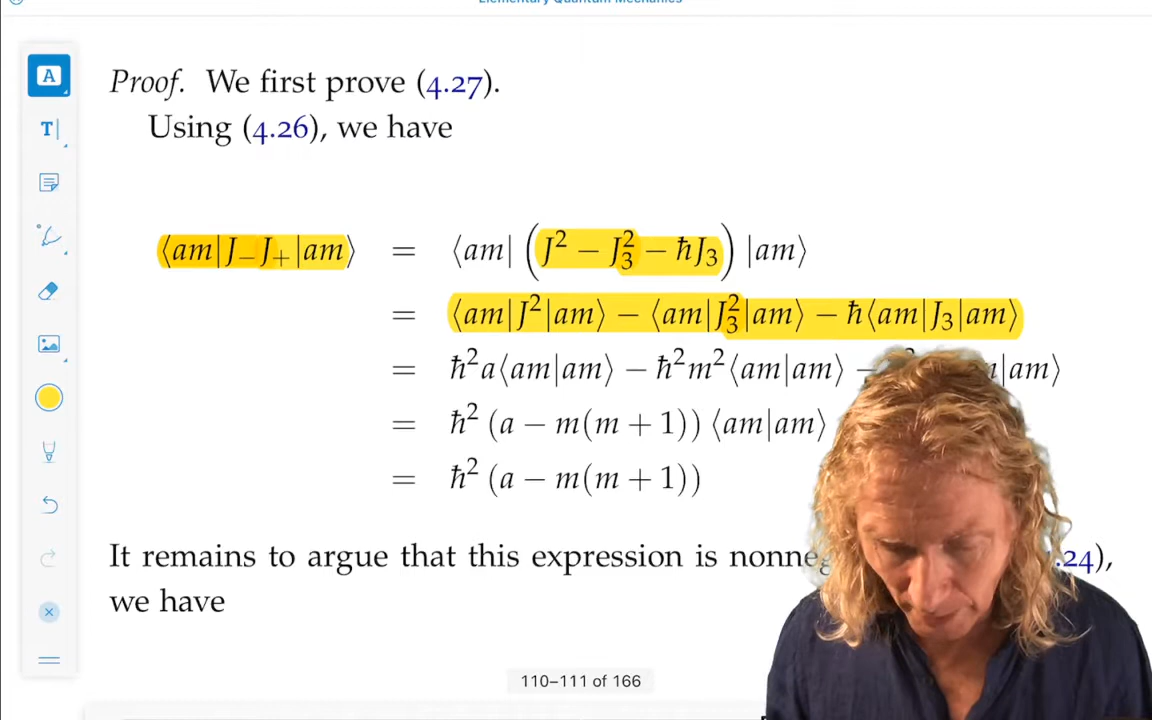 Elementary Quantum Mechanics
A
Proof. We first prove (4.27).
T
Using (4.26), we have
⟨am|J₋J₊|am⟩ = ⟨am| (J² − J₃² − ℏJ₃) |am⟩
= ⟨am|J²|am⟩ − ⟨am|J₃²|am⟩ − ℏ⟨am|J₃|am⟩
= ℏ²a⟨am|am⟩ − ℏ²m²⟨am|am⟩ − |am⟩
= ℏ² (a − m(m + 1)) ⟨am|am⟩
= ℏ² (a − m(m + 1))
It remains to argue that this expression is .24),
we have
110–111 of 166